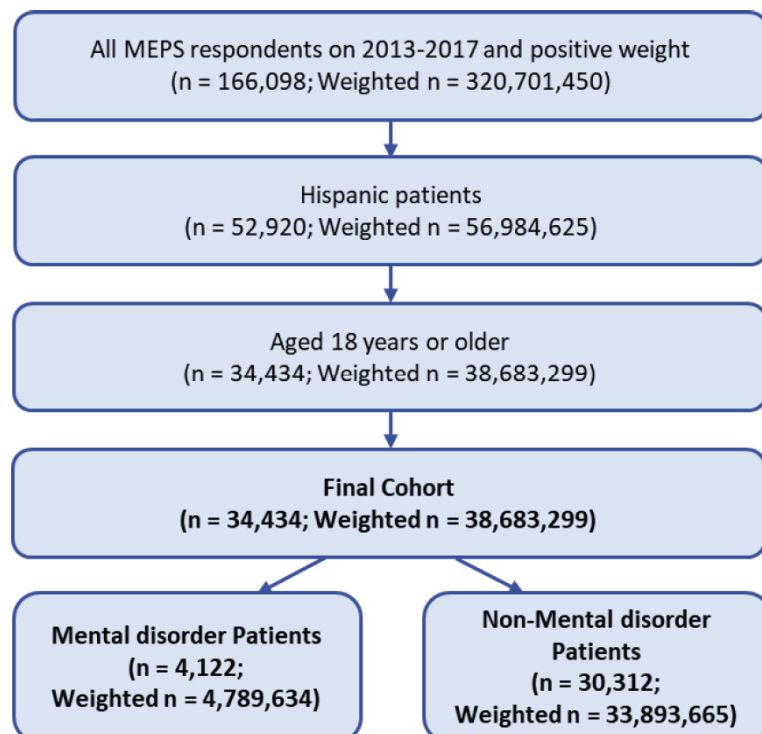 All MEPS respondents on 2013-2017 and positive weight
(n = 166,098; Weighted n = 320,701,450)
Hispanic patients
(n = 52,920; Weighted n = 56,984,625)
Aged 18 years or older
(n = 34,434; Weighted n = 38,683,299)
Final Cohort
(n = 34,434; Weighted n = 38,683,299)
Mental disorder Patients
(n = 4,122;
Weighted n = 4,789,634)
Non-Mental disorder
Patients
(n = 30,312;
Weighted n = 33,893,665)